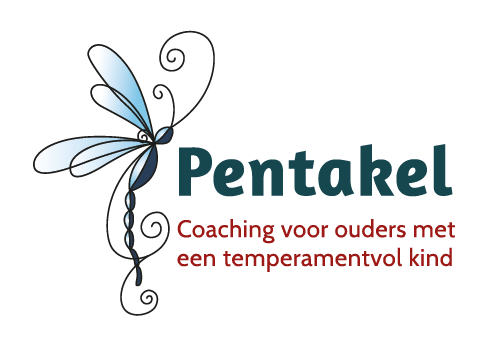 Pentakel
Coaching voor ouders met
een temperamentvol kind